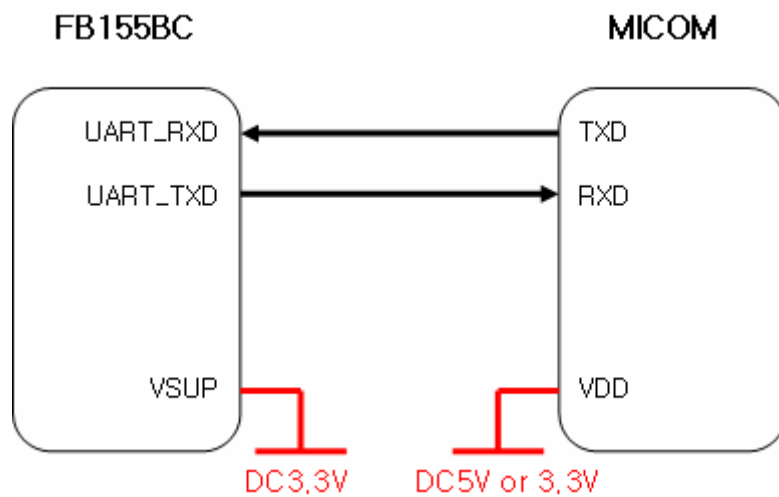 FB155BC
MICOM
UART_RXD
TXD
UART_TXD
RXD
VSUP
VDD
DC3,3V
DC5V or 3,3V